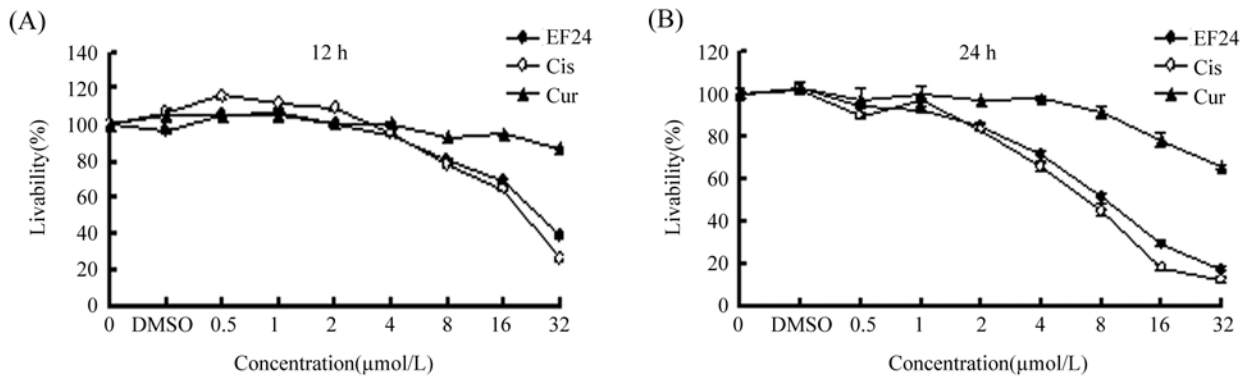 (A)
12 h
EF24
Cis
Cur
140
120
100
80
60
40
20
0
Livability(%)
0 DMSO 0.5 1 2 4 8 16 32
Concentration(µmol/L)
(B)
24 h
EF24
Cis
Cur
120
100
80
60
40
20
0
Livability(%)
0 DMSO 0.5 1 2 4 8 16 32
Concentration(µmol/L)